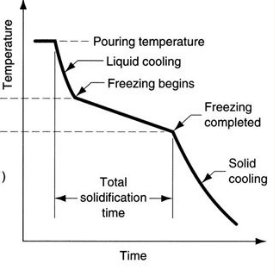 Temperature
Pouring temperature
Liquid cooling
Freezing begins
Freezing
completed
Solid
cooling
)
Total
solidification
time
Time